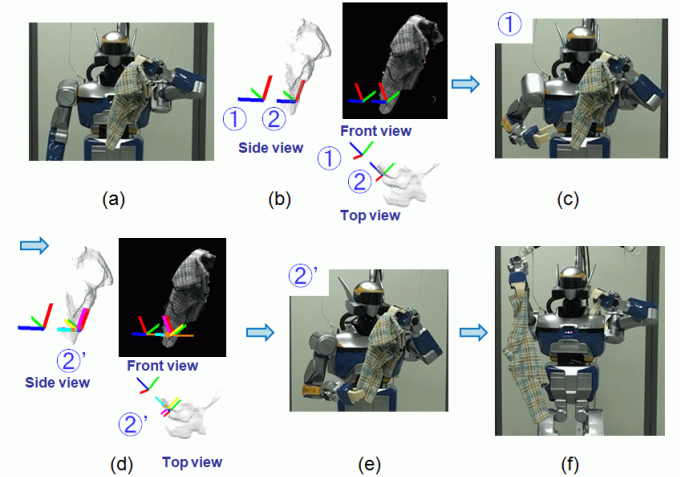 ①
①
②
Side view
Front view
①
②
Top view
(a)
(b)
(c)
②'
Side view
Front view
②'
Top view
②'
(d)
(e)
(f)